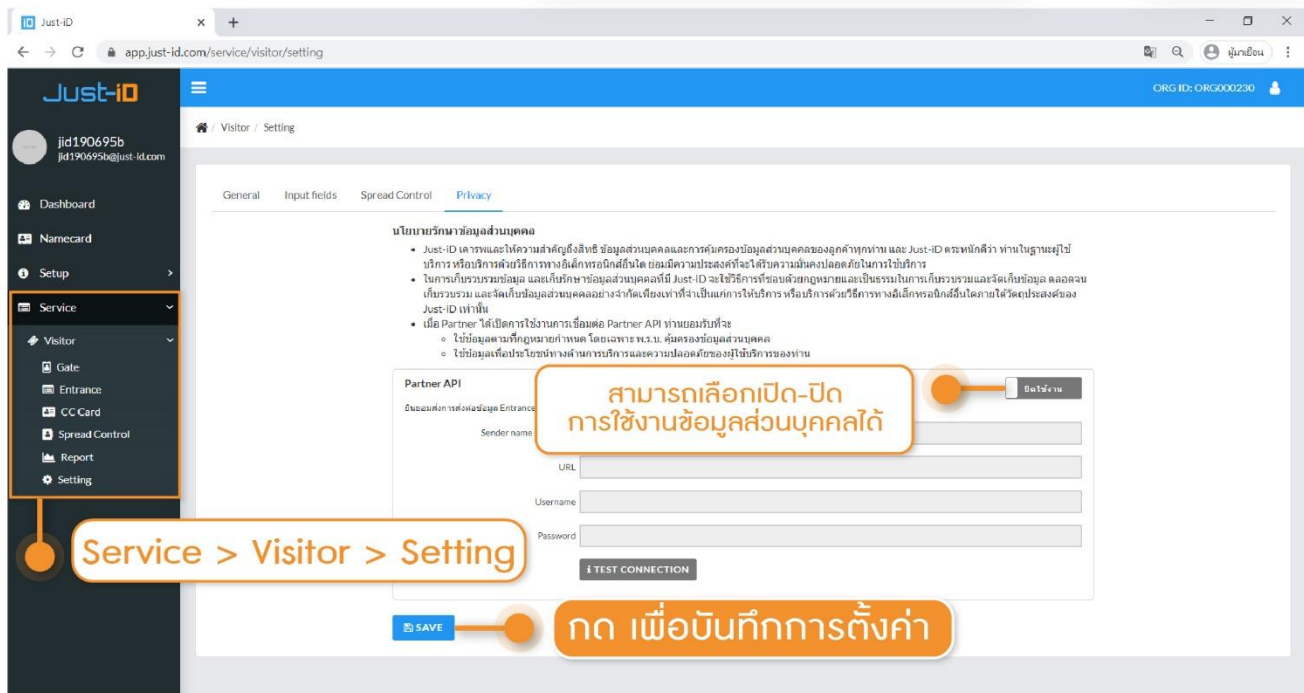 Just-iD
app.just-id.com/service/visitor/setting
ผู้มาเยือน
Just-iD
ORG ID: ORG000230
jid190695b
jid190695b@just-id.com
Visitor / Setting
Dashboard
Namecard
Setup
Service
Visitor
Gate
Entrance
CC Card
Spread Control
Report
Setting
General Input fields Spread Control Privacy
นโยบายรักษาข้อมูลส่วนบุคคล
Just-iD เคารพและให้ความสำคัญถึงสิทธิ ข้อมูลส่วนบุคคลและการคุ้มครองข้อมูลส่วนบุคคลของลูกค้าทุกท่าน และ Just-iD ตระหนักดีว่า ท่านในฐานะผู้ใช้
บริการ หรือบริการด้วยวิธีการทางอิเล็กทรอนิกส์อื่นใด ย่อมมีความประสงค์ที่จะได้รับความมั่นคงปลอดภัยในการใช้บริการ
ในการเก็บรวบรวมข้อมูล และเก็บรักษาข้อมูลส่วนบุคคลที่มี Just-iD จะใช้วิธีการที่ชอบด้วยกฎหมายและเป็นธรรมในการเก็บรวบรวมและจัดเก็บข้อมูล ตลอดจน
เก็บรวบรวม และจัดเก็บข้อมูลส่วนบุคคลอย่างจำกัดเพียงเท่าที่จำเป็นแก่การให้บริการ หรือบริการด้วยวิธีการทางอิเล็กทรอนิกส์อื่นใดภายใต้วัตถุประสงค์ของ
Just-iD เท่านั้น
เมื่อ Partner ได้เปิดการใช้งานการเชื่อมต่อ Partner API ท่านยอมรับที่จะ
ใช้ข้อมูลตามที่กฎหมายกำหนด โดยเฉพาะ พ.ร.บ. คุ้มครองข้อมูลส่วนบุคคล
ใช้ข้อมูลเพื่อประโยชน์ทางด้านการบริการและความปลอดภัยของผู้ใช้บริการของท่าน
Partner API
ปิดใช้งาน
สามารถเลือกเปิด-ปิด
การใช้งานข้อมูลส่วนบุคคลได้
ยินยอมส่งการส่งต่อข้อมูล Entrance
Sender name
URL
Username
Password
TEST CONNECTION
Service > Visitor > Setting
SAVE
กด เพื่อบันทึกการตั้งค่า